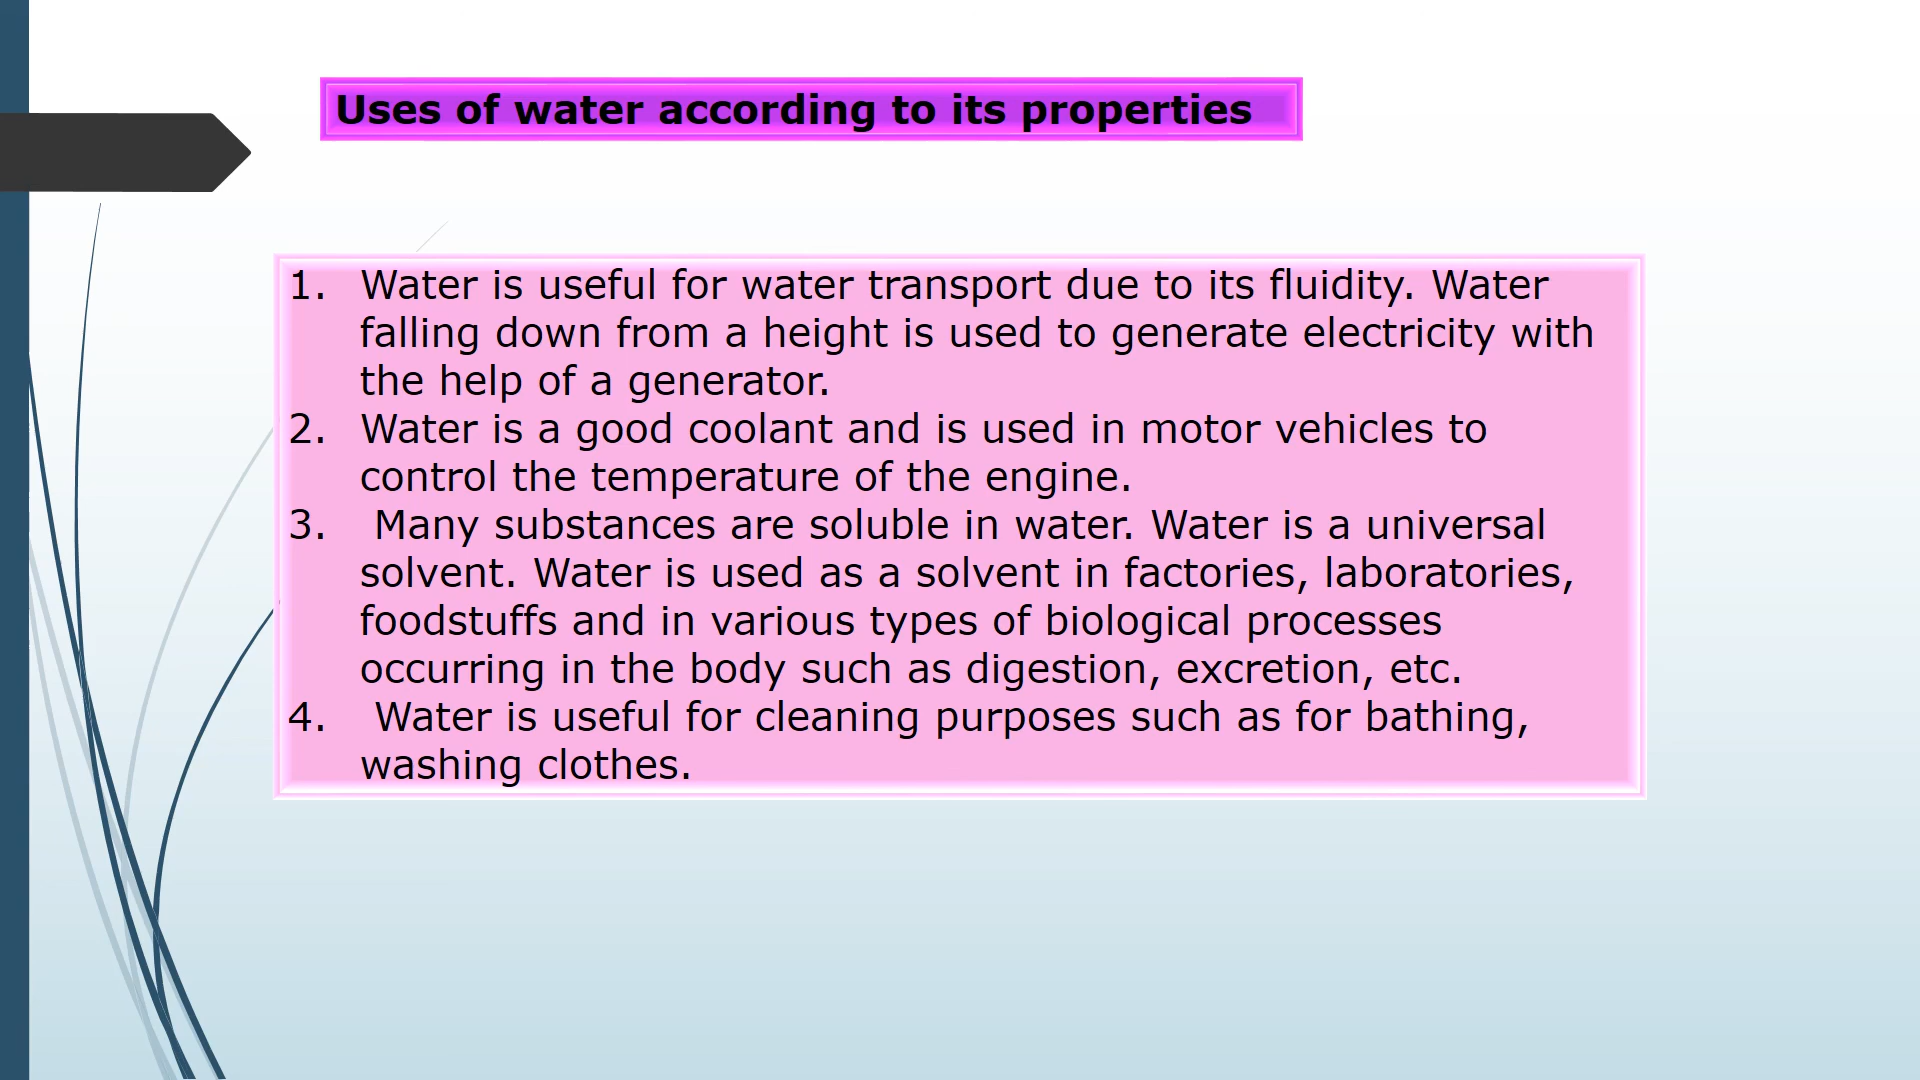 Uses of water according to its properties
1. Water is useful for water transport due to its fluidity. Water
falling down from a height is used to generate electricity with
the help of a generator.
2. Water is a good coolant and is used in motor vehicles to
control the temperature of the engine.
3. Many substances are soluble in water. Water is a universal
solvent. Water is used as a solvent in factories, laboratories,
foodstuffs and in various types of biological processes
occurring in the body such as digestion, excretion, etc.
4. Water is useful for cleaning purposes such as for bathing,
washing clothes.